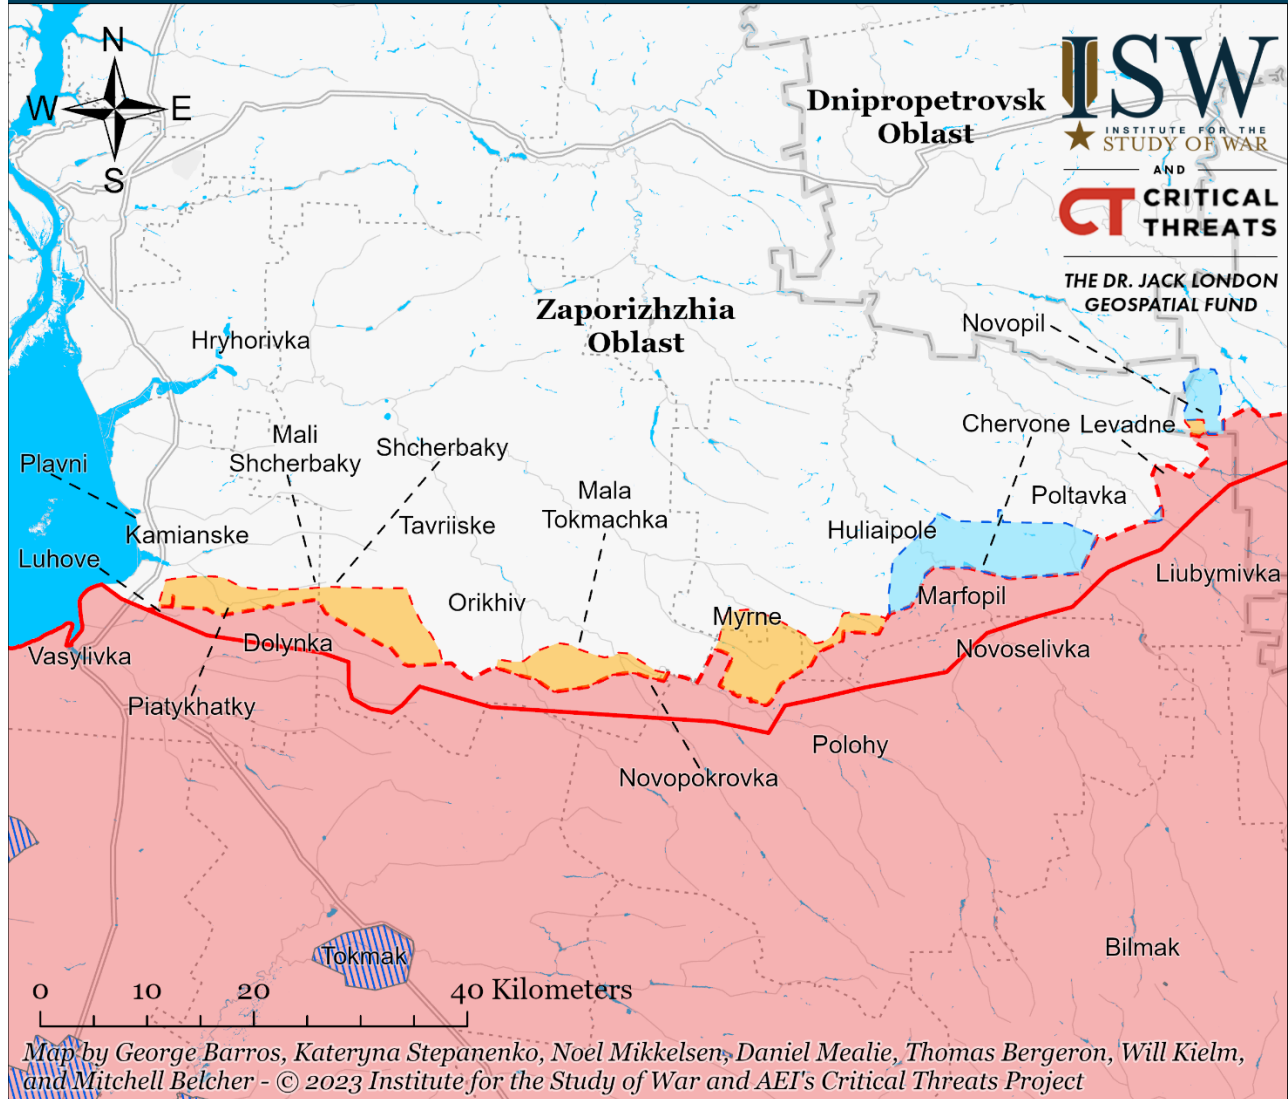 N
W
E
S
Dnipropetrovsk
Oblast
ISW
INSTITUTE FOR THE
STUDY OF WAR
AND
CT CRITICAL
THREATS
THE DR. JACK LONDON
GEOSPATIAL FUND
Zaporizhzhia
Oblast
Novopil
Hryhorivka
Chervone
Levadne
Mali
Shcherbaky
Shcherbaky
Plavni
Mala
Tokmachka
Poltavka
Kamianske
Tavriiske
Huliaipole
Luhove
Liubymivka
Orikhiv
Marfopil
Myrne
Dolynka
Novoselivka
Vasylivka
Piatykhatky
Polohy
Novopokrovka
Bilmak
Tokmak
0 10 20 40 Kilometers
Map by George Barros, Kateryna Stepanenko, Noel Mikkelsen, Daniel Mealie, Thomas Bergeron, Will Kielm,
and Mitchell Belcher - © 2023 Institute for the Study of War and AEI's Critical Threats Project